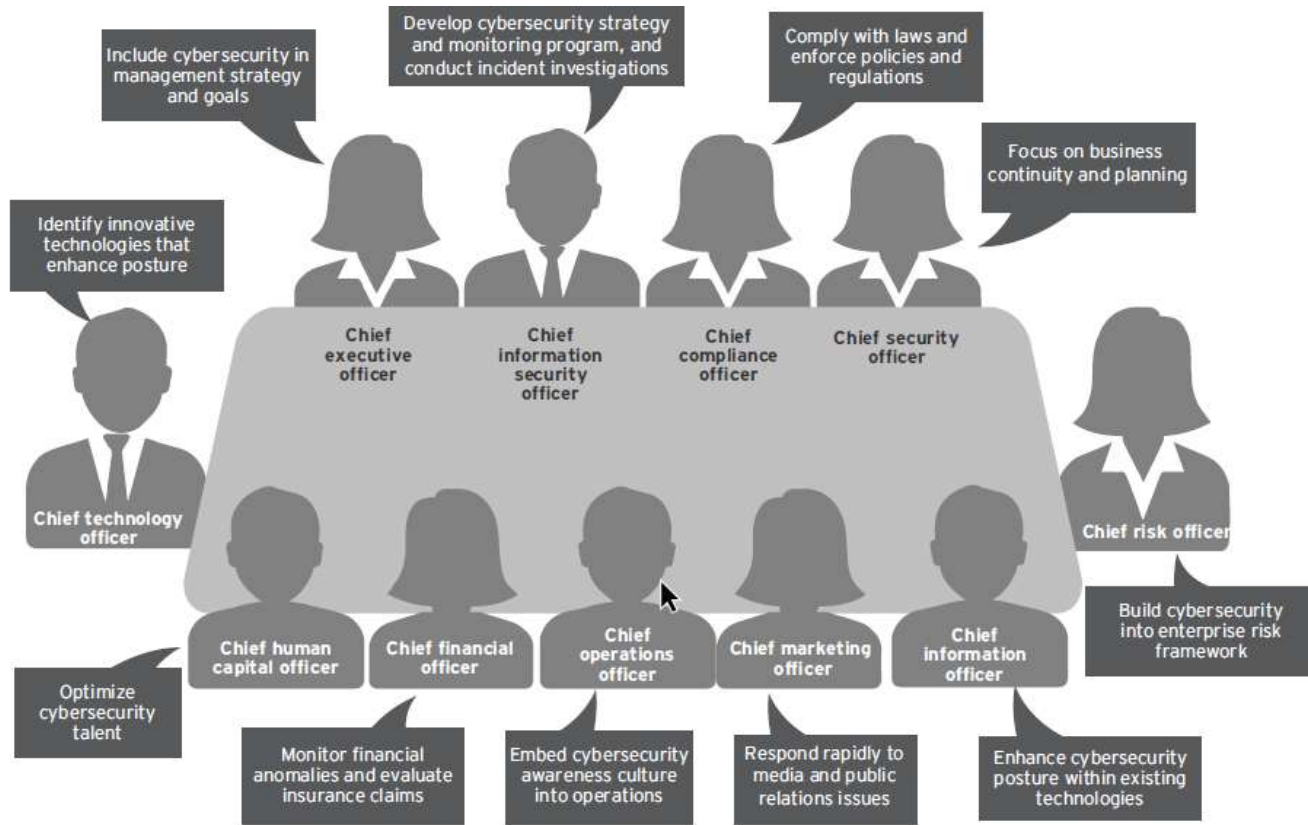 Include cybersecurity in
management strategy
and goals
Develop cybersecurity strategy
and monitoring program, and
conduct incident investigations
Comply with laws and
enforce policies and
regulations
Focus on business
continuity and planning
Identify innovative
technologies that
enhance posture
Chief
executive
officer
Chief
information
security
officer
Chief
compliance
officer
Chief security
officer
Chief technology
officer
Chief risk officer
Chief human
capital officer
Chief financial
officer
Chief
operations
officer
Chief marketing
officer
Chief
information
officer
Build cybersecurity
into enterprise risk
framework
Optimize
cybersecurity
talent
Monitor financial
anomalies and evaluate
insurance claims
Embed cybersecurity
awareness culture
into operations
Respond rapidly to
media and public
relations issues
Enhance cybersecurity
posture within existing
technologies